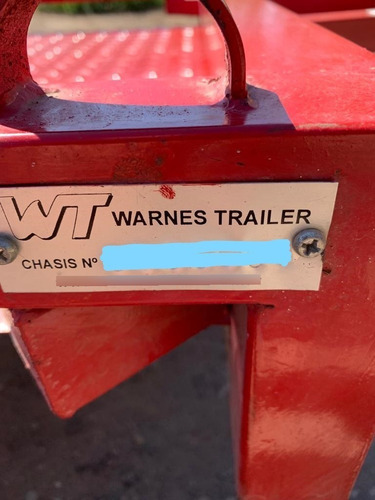 WT WARNES TRAILER
CHASIS Nº